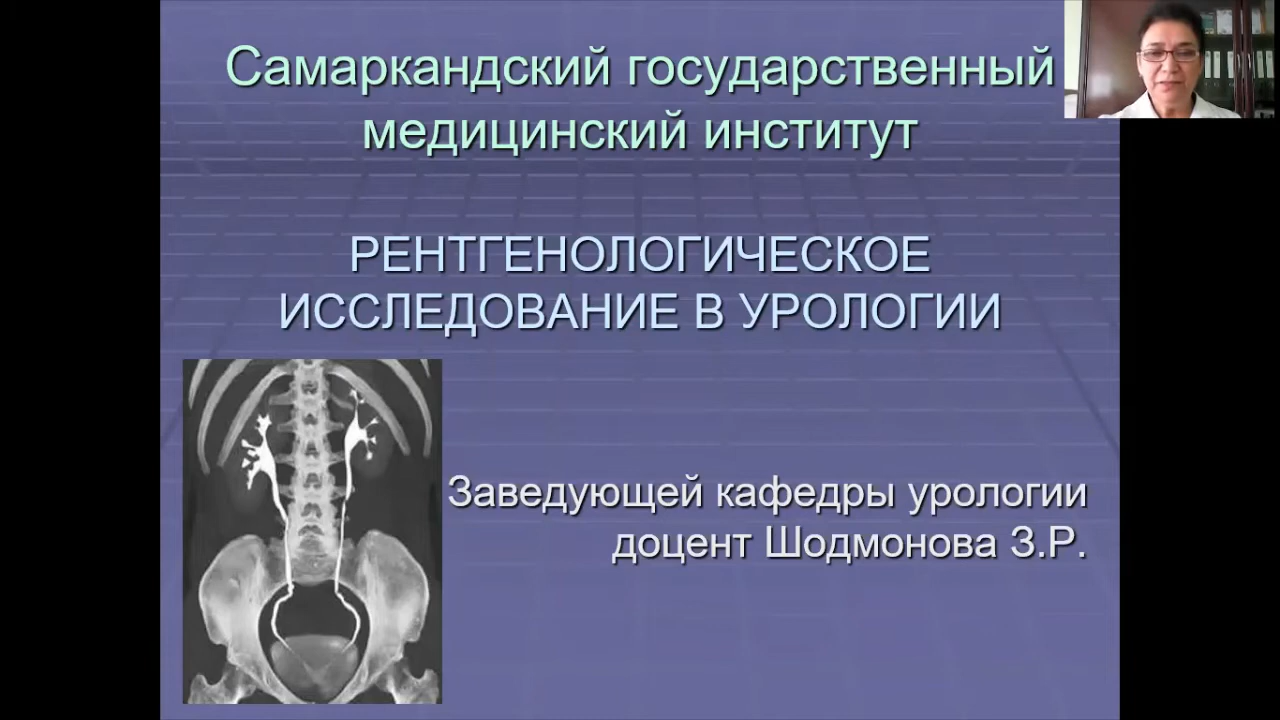 Самаркандский государственный
медицинский институт
РЕНТГЕНОЛОГИЧЕСКОЕ
ИССЛЕДОВАНИЕ В УРОЛОГИИ
Заведующей кафедры урологии
доцент Шодмонова З.Р.